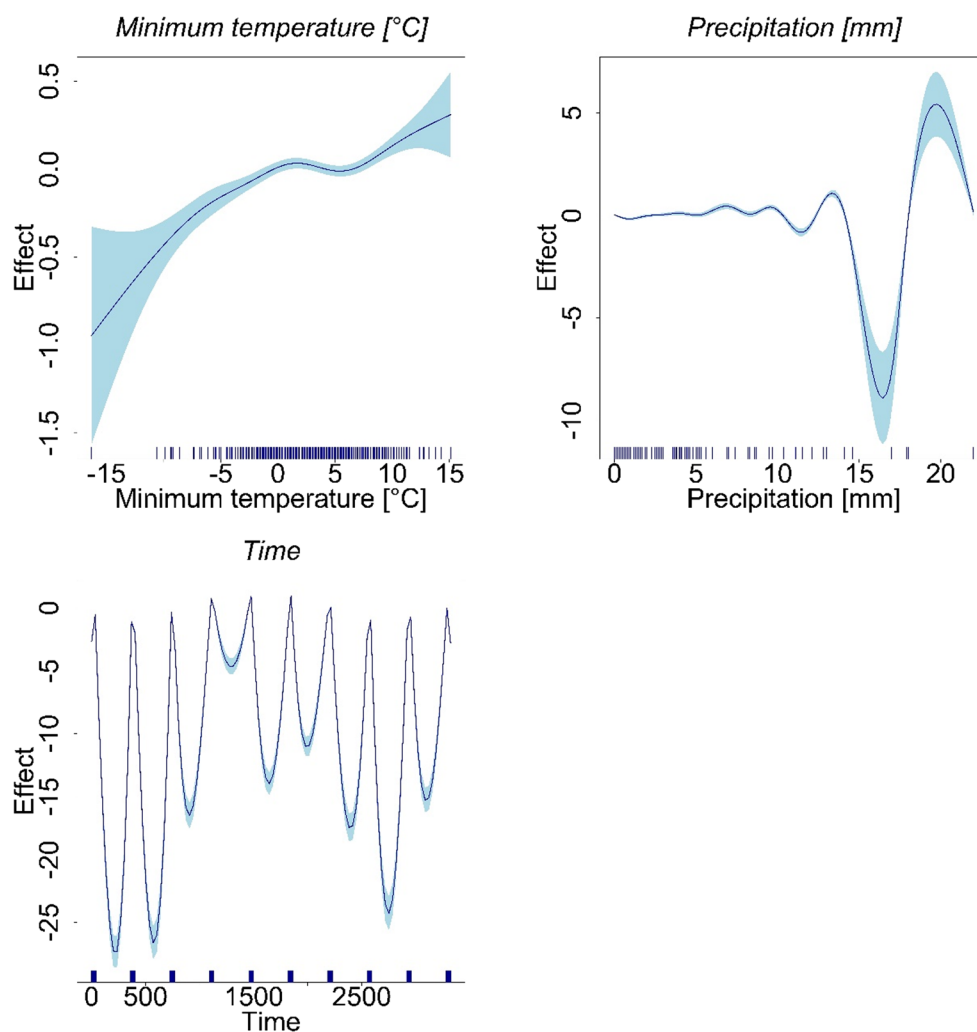 Minimum temperature [°C]
0.5
0.0
-0.5
-1.0
-1.5
Effect
-15 -5 0 5 10 15
Minimum temperature [°C]
Precipitation [mm]
5
0
-5
-10
Effect
0 5 10 15 20
Precipitation [mm]
Time
0
-5
-10
-15
-20
-25
Effect
0 500 1500 2500
Time